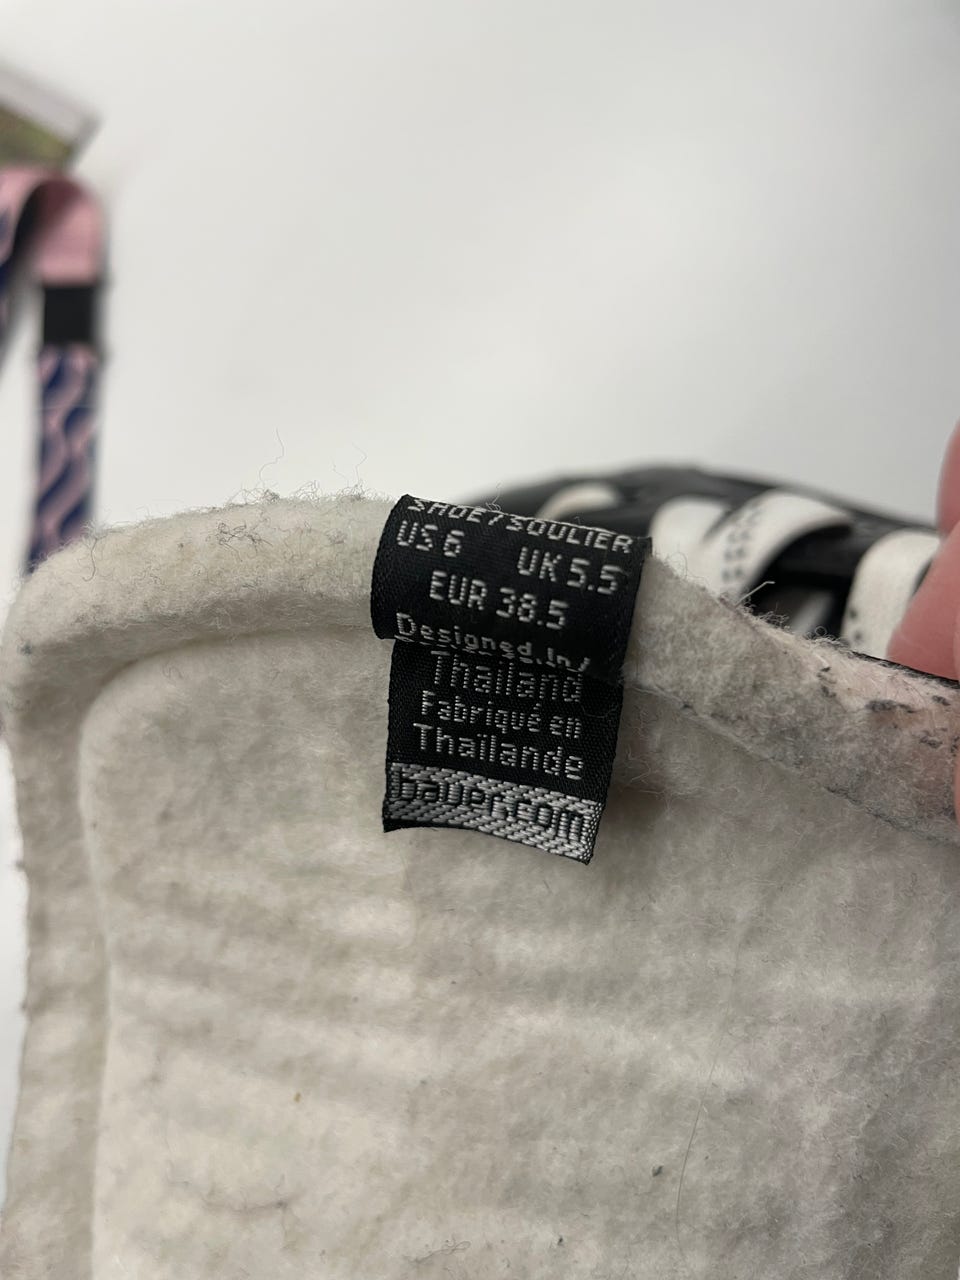 SHOE/SOULIER
US 6 UK 5.5
EUR 38.5
Designed.In/
Thailand
Fabriqué en
Thaïlande
bauer.com